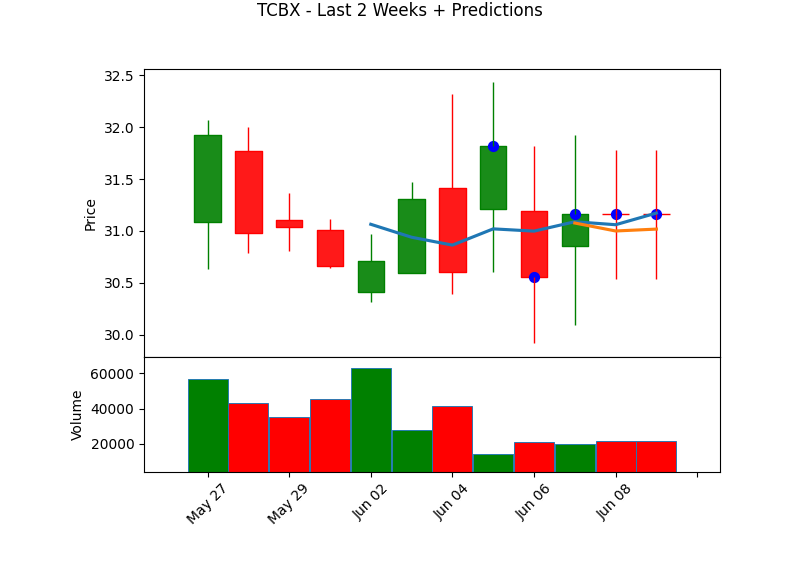 TCBX - Last 2 Weeks + Predictions
32.5
32.0
31.5
31.0
30.5
30.0
Price
60000
40000
20000
Volume
May 27
May 29
Jun 02
Jun 04
Jun 06
Jun 08